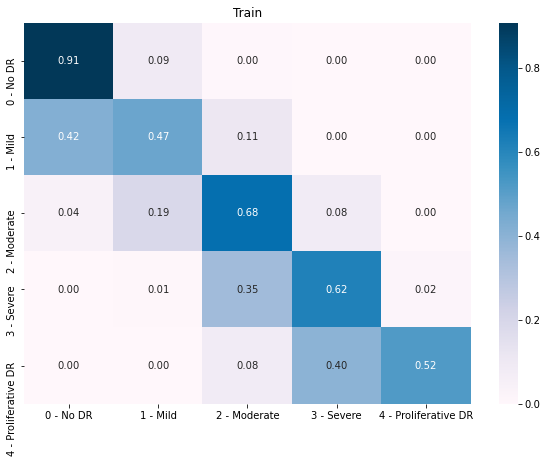 Train
0 - No DR
0.91 0.09 0.00 0.00 0.00
1 - Mild
0.42 0.47 0.11 0.00 0.00
2 - Moderate
0.04 0.19 0.68 0.08 0.00
3 - Severe
0.00 0.01 0.35 0.62 0.02
4 - Proliferative DR
0.00 0.00 0.08 0.40 0.52
0 - No DR 1 - Mild 2 - Moderate 3 - Severe 4 - Proliferative DR
0.8
0.6
0.4
0.2
0.0